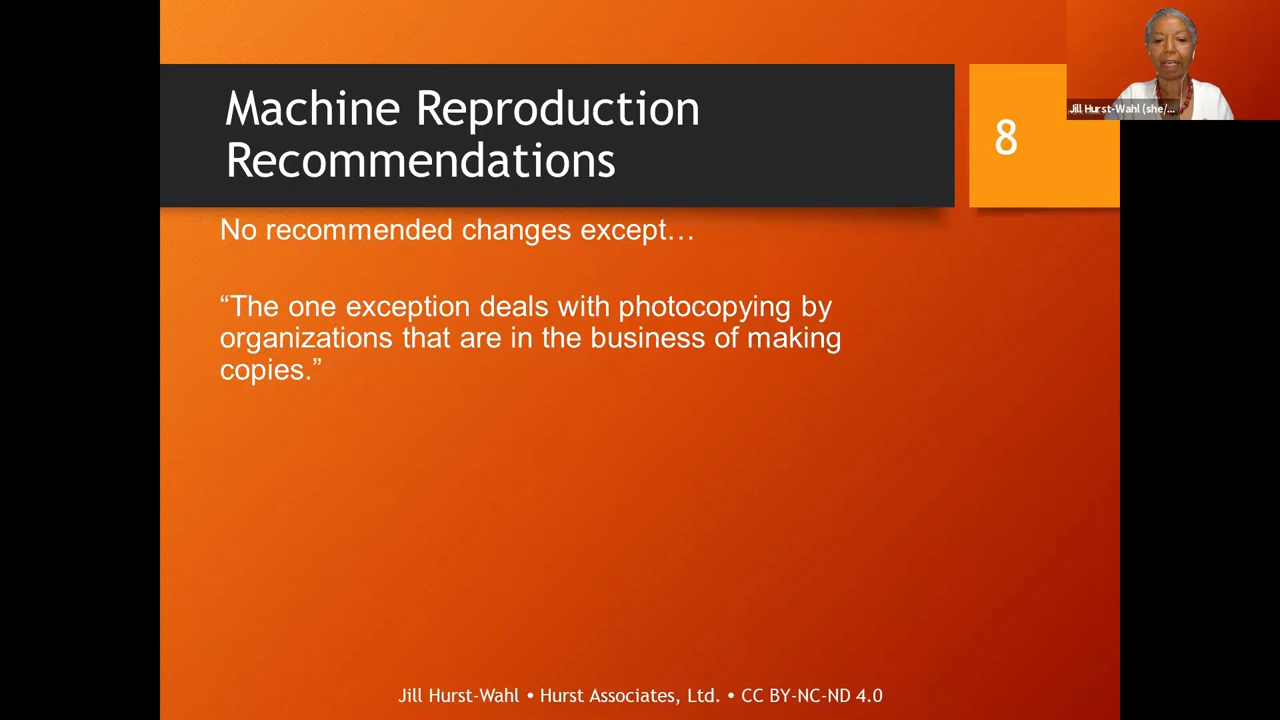 Machine Reproduction
Recommendations
8
Jill Hurst-Wahl (she/...
No recommended changes except…
“The one exception deals with photocopying by
organizations that are in the business of making
copies.”
Jill Hurst-Wahl • Hurst Associates, Ltd. • CC BY-NC-ND 4.0